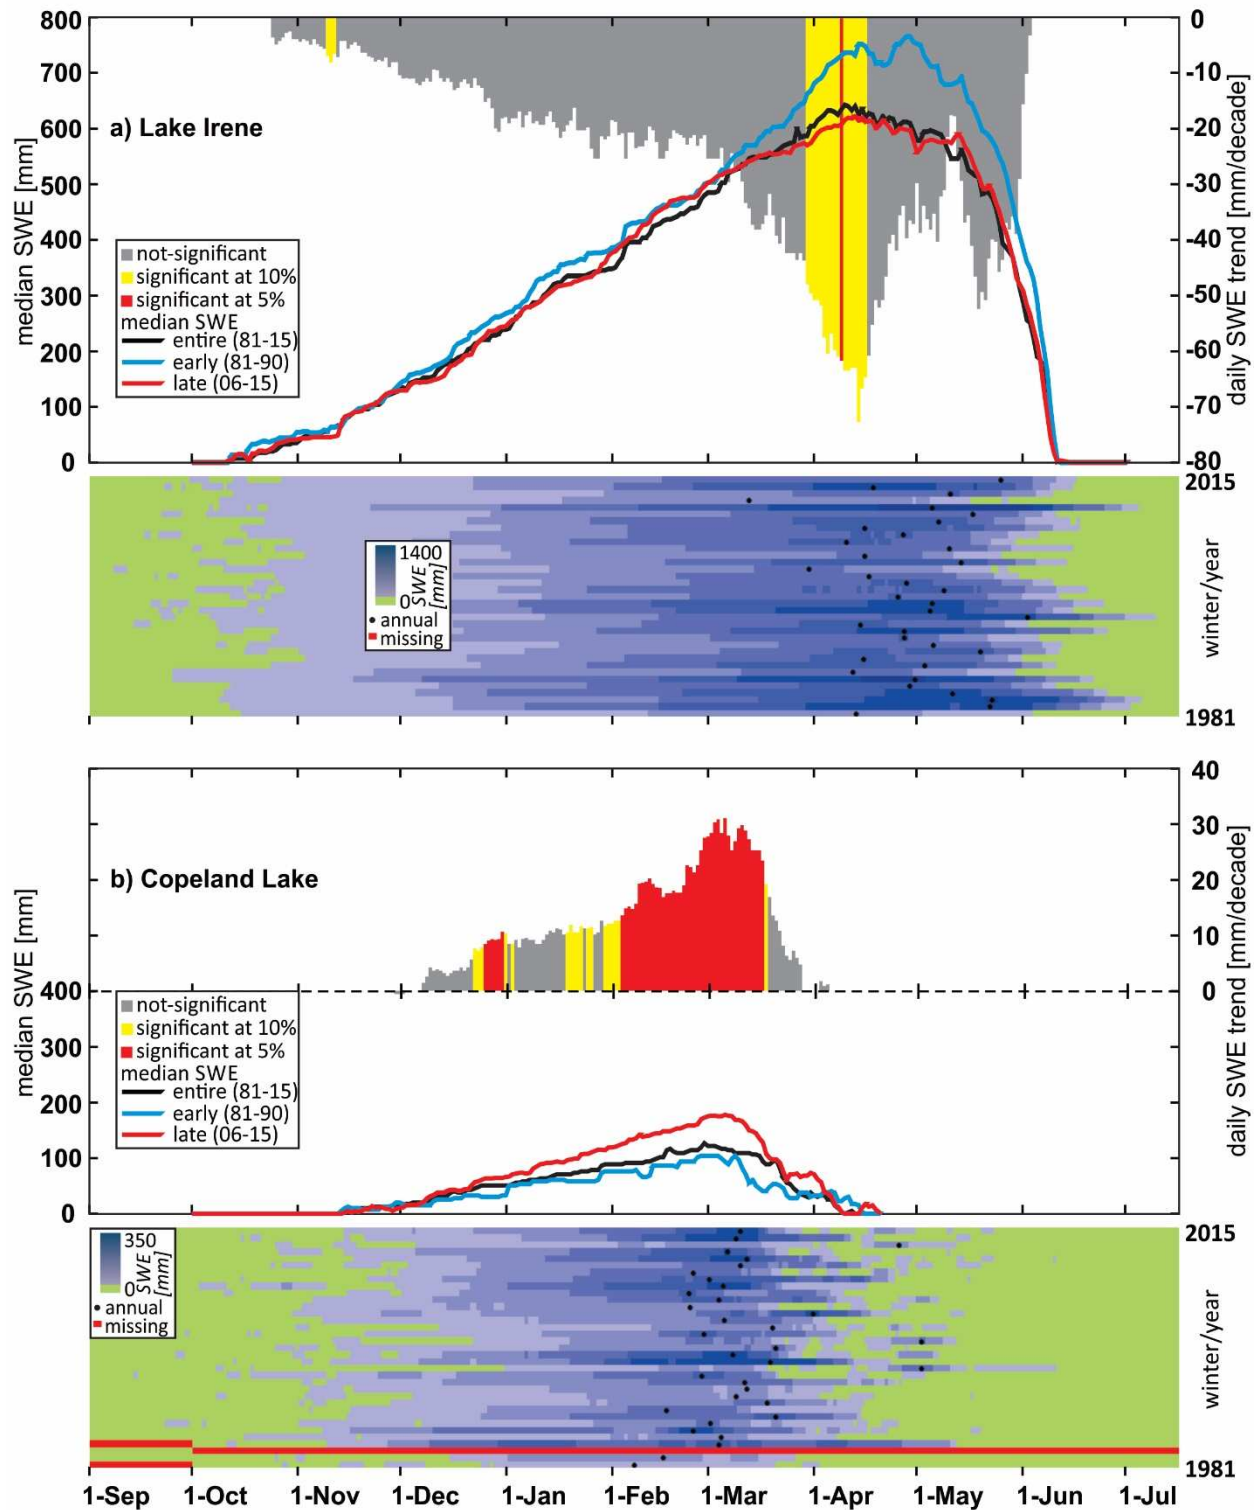 800
700
600
500
400
300
200
100
0
median SWE [mm]
a) Lake Irene
not-significant
significant at 10%
significant at 5%
median SWE
entire (81-15)
early (81-90)
late (06-15)
0
-10
-20
-30
-40
-50
-60
-70
-80
daily SWE trend [mm/decade]
1400
0
SWE
[mm]
annual
missing
2015
winter/year
1981
b) Copeland Lake
40
30
20
10
0
daily SWE trend [mm/decade]
median SWE [mm]
400
300
200
100
0
not-significant
significant at 10%
significant at 5%
median SWE
entire (81-15)
early (81-90)
late (06-15)
350
0
SWE
[mm]
annual
missing
2015
winter/year
1981
1-Sep 1-Oct 1-Nov 1-Dec 1-Jan 1-Feb 1-Mar 1-Apr 1-May 1-Jun 1-Jul